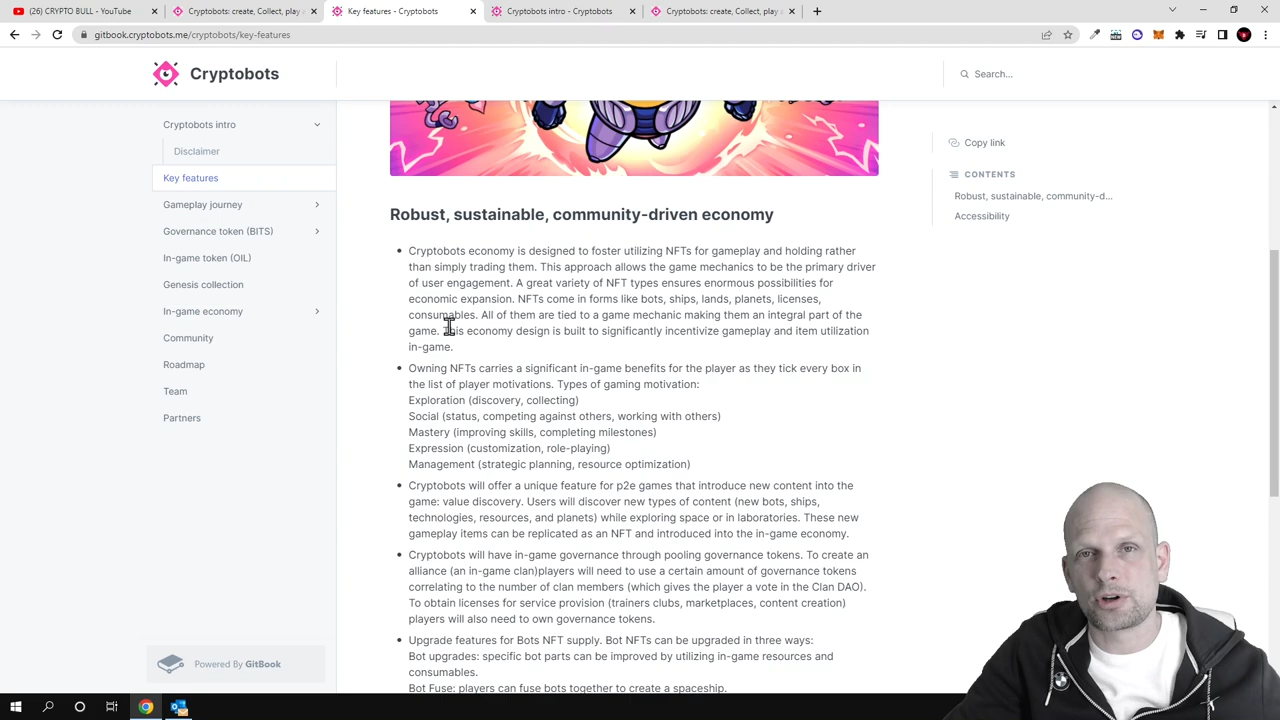 (26) CRYPTO BULL - YouTube
Cryptobots: create, Collect, play a
Key features - Cryptobots
Cryptobots intro - Cryptobots
Cryptobots: create, Collect, play a
gitbook.cryptobots.me/cryptobots/key-features
Cryptobots
Search...
Cryptobots intro
Disclaimer
Key features
Gameplay journey
Governance token (BITS)
In-game token (OIL)
Genesis collection
In-game economy
Community
Roadmap
Team
Partners
Powered By GitBook
Robust, sustainable, community-driven economy
Cryptobots economy is designed to foster utilizing NFTs for gameplay and holding rather
than simply trading them. This approach allows the game mechanics to be the primary driver
of user engagement. A great variety of NFT types ensures enormous possibilities for
economic expansion. NFTs come in forms like bots, ships, lands, planets, licenses,
consumables. All of them are tied to a game mechanic making them an integral part of the
game. This economy design is built to significantly incentivize gameplay and item utilization
in-game.
Owning NFTs carries a significant in-game benefits for the player as they tick every box in
the list of player motivations. Types of gaming motivation:
Exploration (discovery, collecting)
Social (status, competing against others, working with others)
Mastery (improving skills, completing milestones)
Expression (customization, role-playing)
Management (strategic planning, resource optimization)
Cryptobots will offer a unique feature for p2e games that introduce new content into the
game: value discovery. Users will discover new types of content (new bots, ships,
technologies, resources, and planets) while exploring space or in laboratories. These new
gameplay items can be replicated as an NFT and introduced into the in-game economy.
Cryptobots will have in-game governance through pooling governance tokens. To create an
alliance (an in-game clan)players will need to use a certain amount of governance tokens
correlating to the number of clan members (which gives the player a vote in the Clan DAO).
To obtain licenses for service provision (trainers clubs, marketplaces, content creation)
players will also need to own governance tokens.
Upgrade features for Bots NFT supply. Bot NFTs can be upgraded in three ways:
Bot upgrades: specific bot parts can be improved by utilizing in-game resources and
consumables.
Bot Fuse: players can fuse bots together to create a spaceship.
Copy link
CONTENTS
Robust, sustainable, community-d...
Accessibility